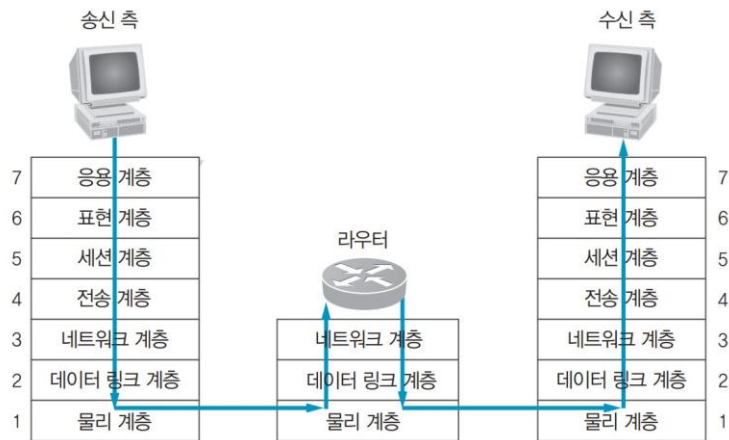 송신 측 수신 측
7 응용 계층 응용 계층 7
6 표현 계층 표현 계층 6
라우터
5 세션 계층 세션 계층 5
4 전송 계층 전송 계층 4
3 네트워크 계층 네트워크 계층 네트워크 계층 3
2 데이터 링크 계층 데이터 링크 계층 데이터 링크 계층 2
1 물리 계층 물리 계층 물리 계층 1